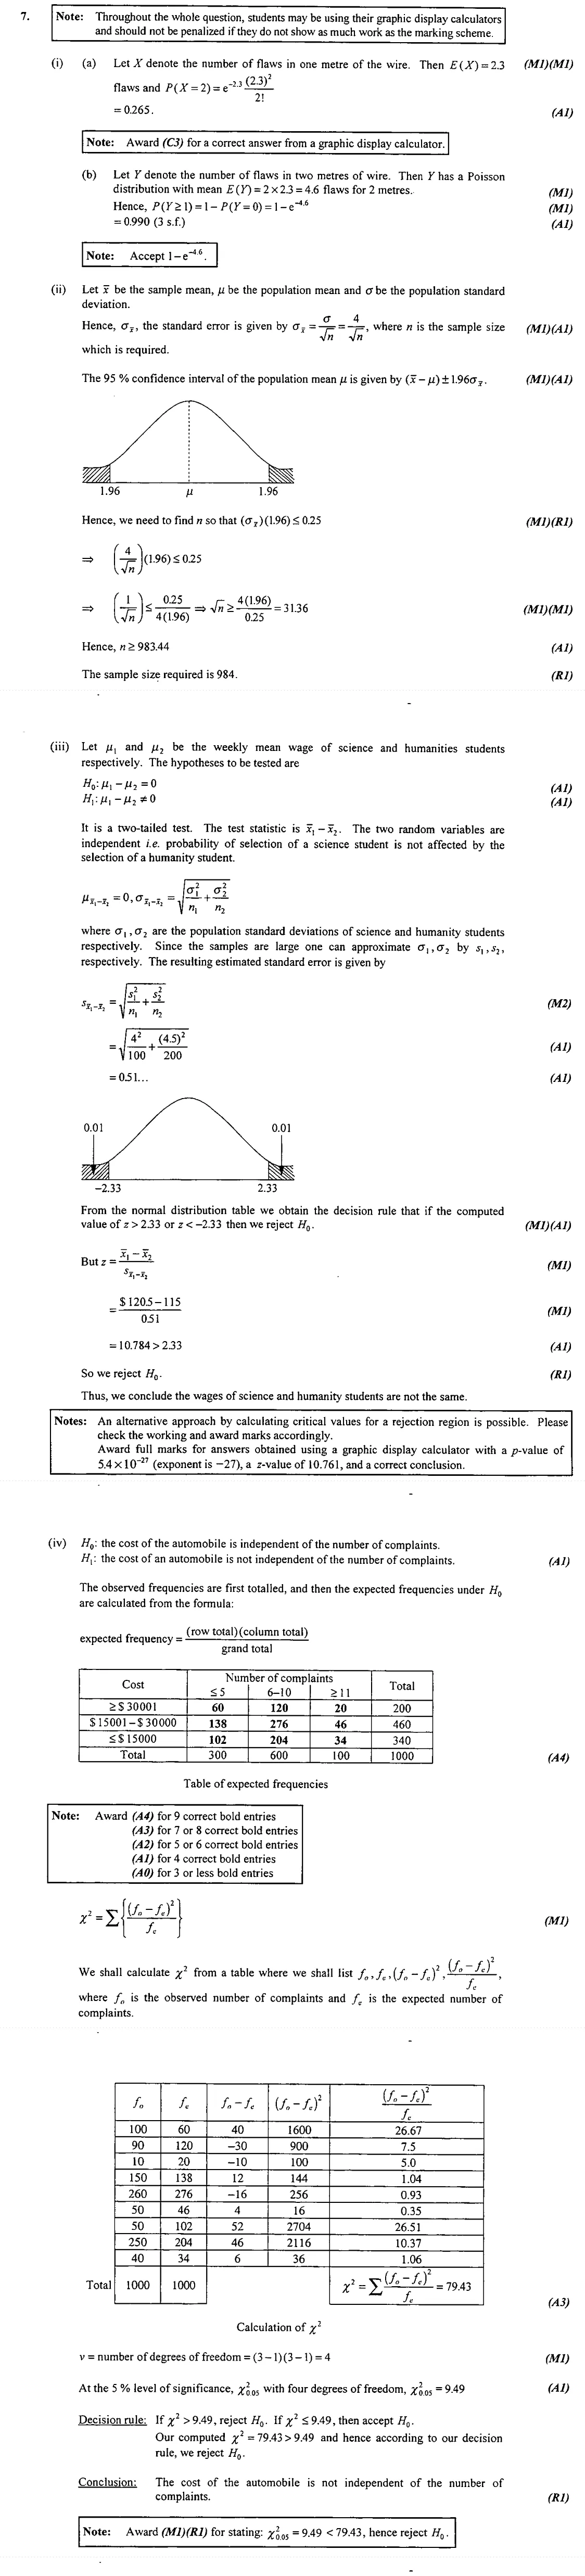 7. Note: Throughout the whole question, students may be using their graphic display calculators
and should not be penalized if they do not show as much work as the marking scheme.
(i) (a) Let X denote the number of flaws in one metre of the wire. Then E(X) = 2.3 (M1)(M1)
flaws and P(X = 2) = e^{-2.3} (2.3)^2 / 2!
= 0.265. (A1)
Note: Award (C3) for a correct answer from a graphic display calculator.
(b) Let Y denote the number of flaws in two metres of wire. Then Y has a Poisson
distribution with mean E(Y) = 2 × 2.3 = 4.6 flaws for 2 metres. (M1)
Hence, P(Y ≥ 1) = 1 − P(Y = 0) = 1 − e^{-4.6} (M1)
= 0.990 (3 s.f.) (A1)
Note: Accept 1 − e^{-4.6}.
(ii) Let x̄ be the sample mean, μ be the population mean and σ be the population standard
deviation.
Hence, σ_x̄, the standard error is given by σ_x̄ = σ/√n = 4/√n, where n is the sample size (M1)(A1)
which is required.
The 95 % confidence interval of the population mean μ is given by (x̄ − μ) ± 1.96σ_x̄. (M1)(A1)
1.96 μ 1.96
Hence, we need to find n so that (σ_x̄)(1.96) ≤ 0.25 (M1)(R1)
⇒ (4/√n)(1.96) ≤ 0.25
⇒ (1/√n) ≤ 0.25/4(1.96) ⇒ √n ≥ 4(1.96)/0.25 = 31.36 (M1)(M1)
Hence, n ≥ 983.44 (A1)
The sample size required is 984. (R1)
(iii) Let μ₁ and μ₂ be the weekly mean wage of science and humanities students
respectively. The hypotheses to be tested are
H₀: μ₁ − μ₂ = 0 (A1)
H₁: μ₁ − μ₂ ≠ 0 (A1)
It is a two-tailed test. The test statistic is x̄₁ − x̄₂. The two random variables are
independent i.e. probability of selection of a science student is not affected by the
selection of a humanity student.
μ_{x̄₁−x̄₂} = 0, σ_{x̄₁−x̄₂} = √(σ₁²/n₁ + σ₂²/n₂)
where σ₁, σ₂ are the population standard deviations of science and humanity students
respectively. Since the samples are large one can approximate σ₁, σ₂ by s₁, s₂,
respectively. The resulting estimated standard error is given by
s_{x̄₁−x̄₂} = √(s₁²/n₁ + s₂²/n₂) (M2)
= √(4²/100 + (4.5)²/200) (A1)
= 0.51... (A1)
0.01 0.01
−2.33 2.33
From the normal distribution table we obtain the decision rule that if the computed
value of z > 2.33 or z < −2.33 then we reject H₀. (M1)(A1)
But z = (x̄₁ − x̄₂)/s_{x̄₁−x̄₂} (M1)
= ($ 120.5 − 115)/0.51 (M1)
= 10.784 > 2.33 (A1)
So we reject H₀. (R1)
Thus, we conclude the wages of science and humanity students are not the same.
Notes: An alternative approach by calculating critical values for a rejection region is possible. Please
check the working and award marks accordingly.
Award full marks for answers obtained using a graphic display calculator with a p-value of
5.4 × 10^{-27} (exponent is −27), a z-value of 10.761, and a correct conclusion.
(iv) H₀: the cost of the automobile is independent of the number of complaints.
H₁: the cost of an automobile is not independent of the number of complaints. (A1)
The observed frequencies are first totalled, and then the expected frequencies under H₀
are calculated from the formula:
expected frequency = (row total)(column total) / grand total
Cost Number of complaints Total
≤ 5 6–10 ≥ 11
≥ $ 30001 60 120 20 200
$ 15001 – $ 30000 138 276 46 460
≤ $ 15000 102 204 34 340
Total 300 600 100 1000 (A4)
Table of expected frequencies
Note: Award (A4) for 9 correct bold entries
(A3) for 7 or 8 correct bold entries
(A2) for 5 or 6 correct bold entries
(A1) for 4 correct bold entries
(A0) for 3 or less bold entries
χ² = Σ{(f_o − f_e)²/f_e} (M1)
We shall calculate χ² from a table where we shall list f_o, f_e, (f_o − f_e)², (f_o − f_e)²/f_e,
where f_o is the observed number of complaints and f_e is the expected number of
complaints.
f_o f_e f_o − f_e (f_o − f_e)² (f_o − f_e)²/f_e
100 60 40 1600 26.67
90 120 −30 900 7.5
10 20 −10 100 5.0
150 138 12 144 1.04
260 276 −16 256 0.93
50 46 4 16 0.35
50 102 52 2704 26.51
250 204 46 2116 10.37
40 34 6 36 1.06
Total 1000 1000 χ² = Σ(f_o − f_e)²/f_e = 79.43 (A3)
Calculation of χ²
ν = number of degrees of freedom = (3 − 1)(3 − 1) = 4 (M1)
At the 5 % level of significance, χ²_{0.05} with four degrees of freedom, χ²_{0.05} = 9.49 (A1)
Decision rule: If χ² > 9.49, reject H₀. If χ² ≤ 9.49, then accept H₀.
Our computed χ² = 79.43 > 9.49 and hence according to our decision
rule, we reject H₀.
Conclusion: The cost of the automobile is not independent of the number of
complaints. (R1)
Note: Award (M1)(R1) for stating: χ²_{0.05} = 9.49 < 79.43, hence reject H₀.